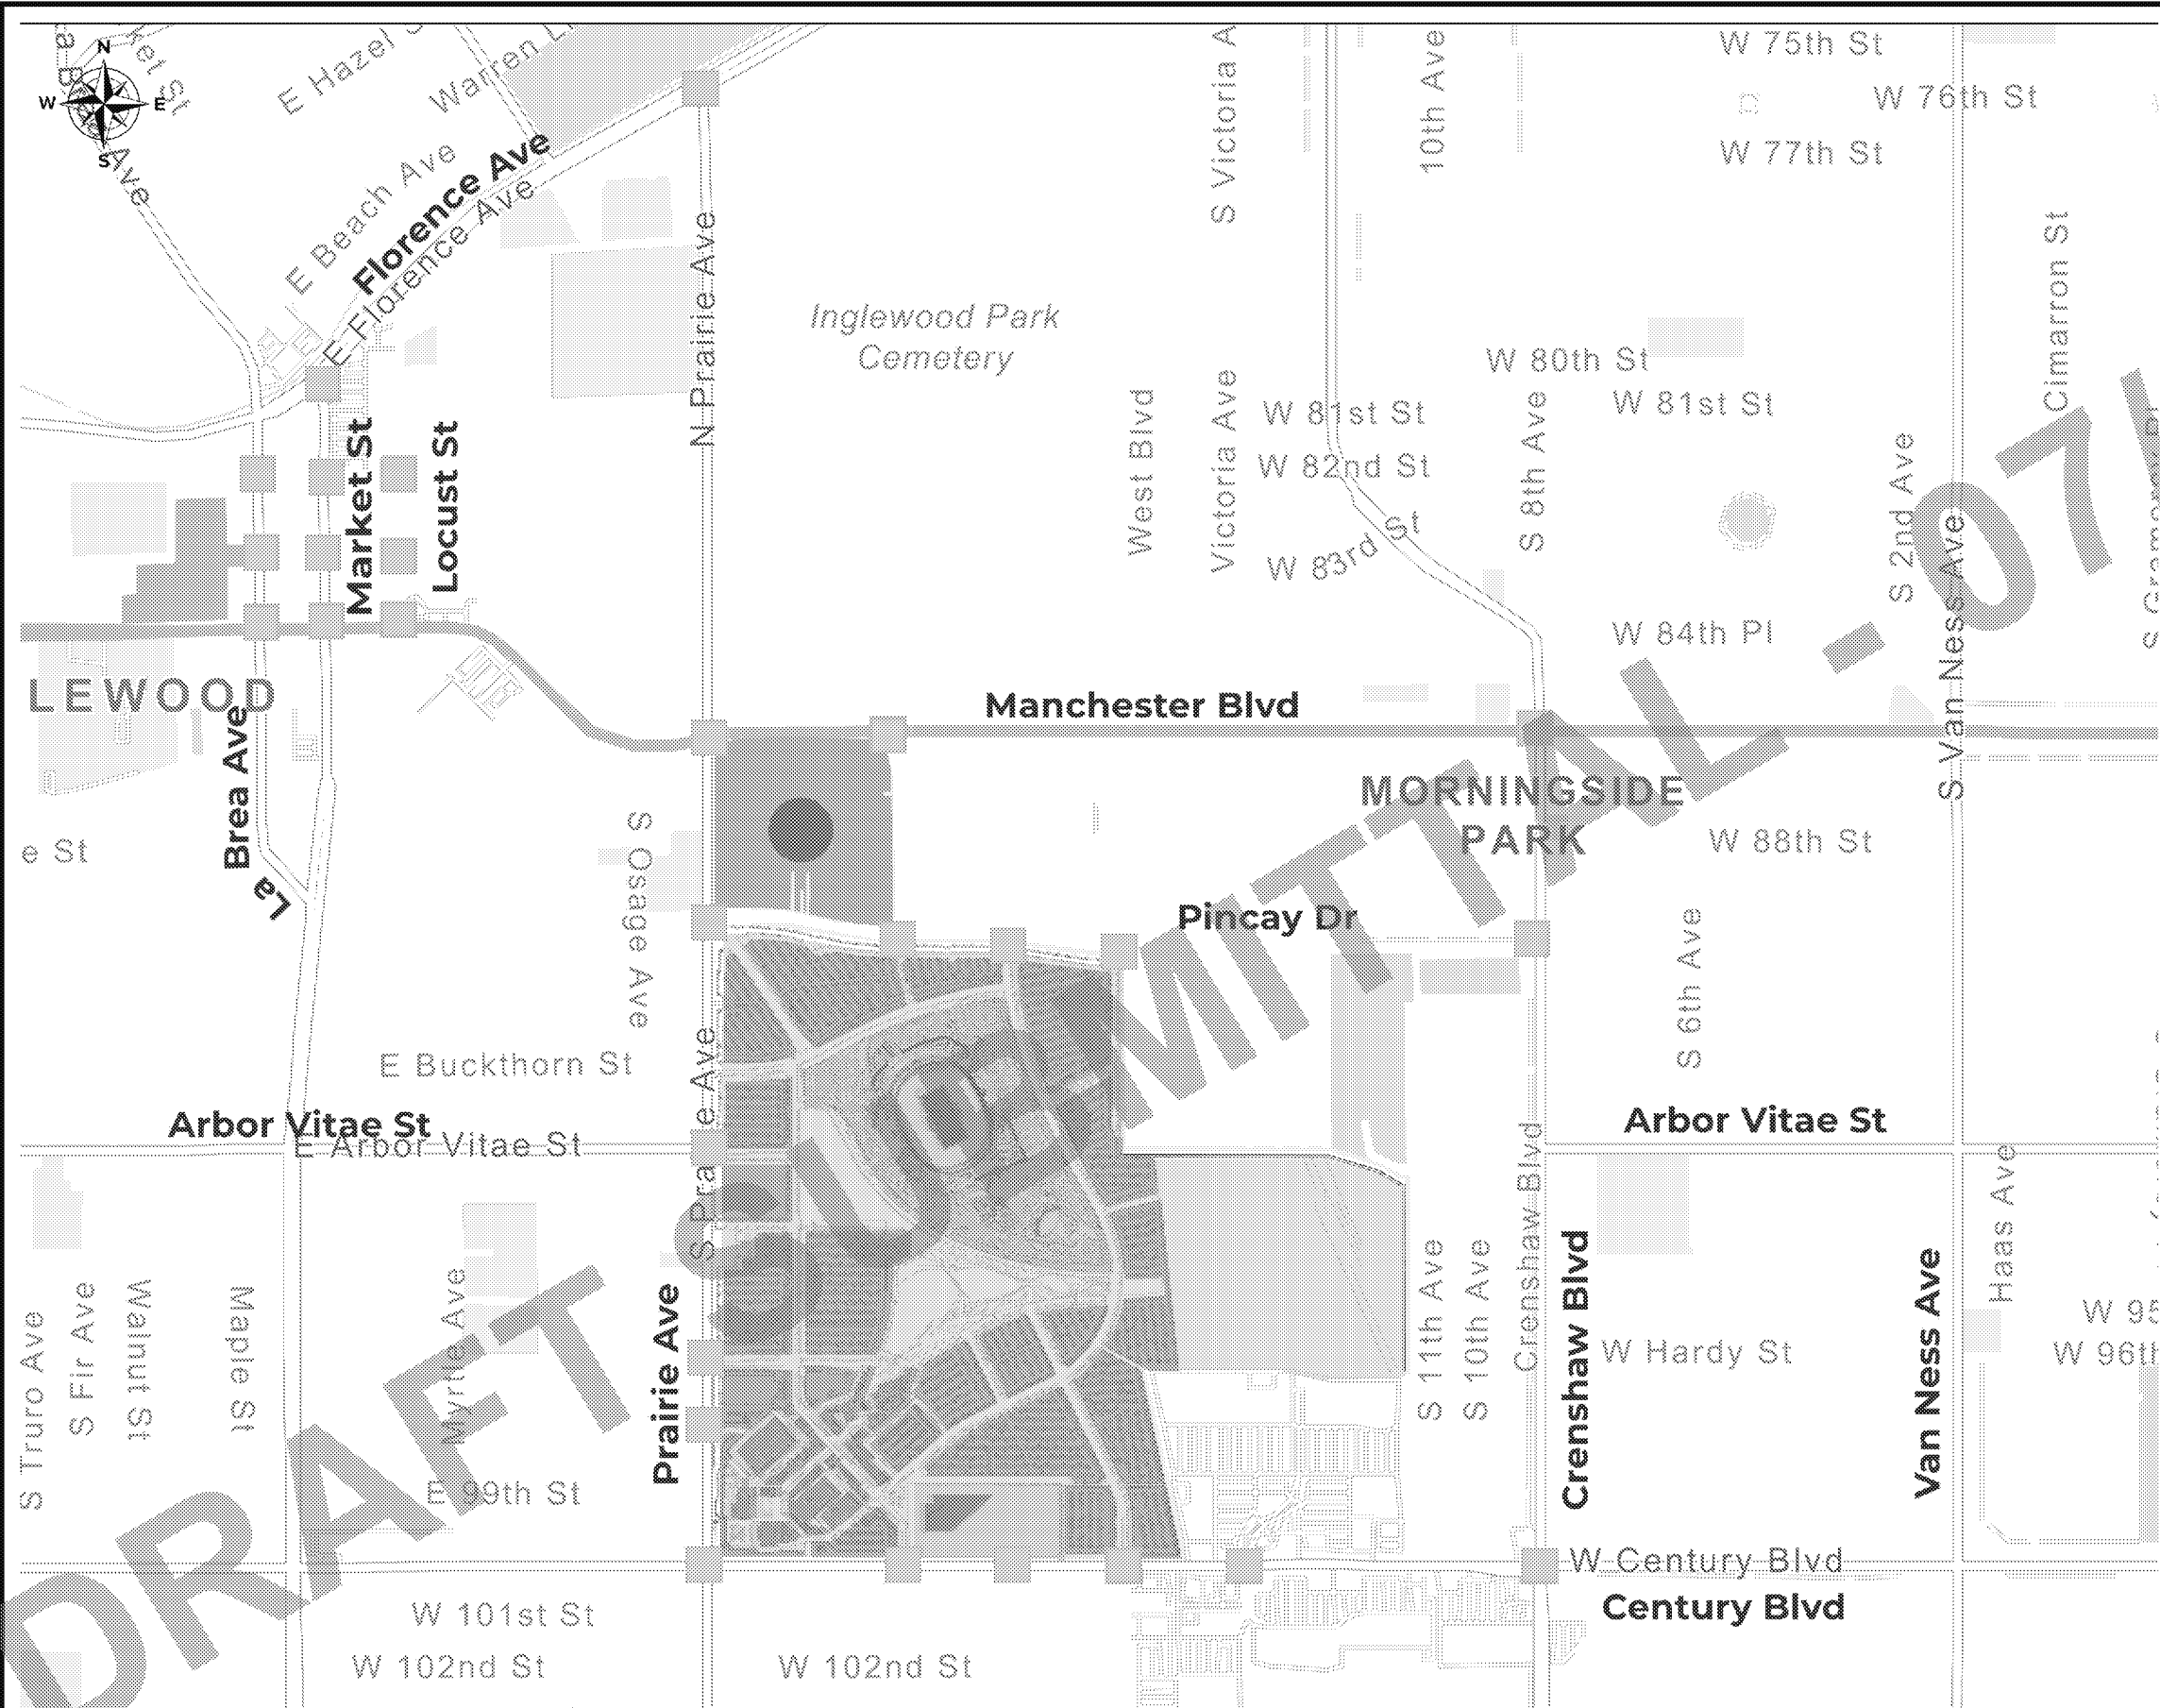 N
W E
S
E Hazel
Warren
Ave
E Beach Ave
Florence Ave
E Florence Ave
N Prairie Ave
Inglewood Park
Cemetery
S Victoria A
10th Ave
W 75th St
W 76th St
W 77th St
Cimarron St
W 80th St
W 81st St
W 81st St
W 82nd St
W 83rd St
West Blvd
Victoria Ave
S 8th Ave
S 2nd Ave
S Van Ness Ave
W 84th Pl
Market St
Locust St
LEWOOD
La Brea Ave
Manchester Blvd
MORNINGSIDE
PARK
W 88th St
e St
S Osage Ave
Pincay Dr
S 6th Ave
E Buckthorn St
Arbor Vitae St
E Arbor Vitae St
Arbor Vitae St
Haas Ave
S Truro Ave
S Fir Ave
Walnut St
Maple St
Myrtle Ave
Prairie Ave
S 11th Ave
S 10th Ave
Crenshaw Blvd
Crenshaw Blvd
W Hardy St
Van Ness Ave
W 95
W 96th
E 99th St
W Century Blvd
Century Blvd
W 101st St
W 102nd St
W 102nd St
DRAFT
MITTAL - 07/